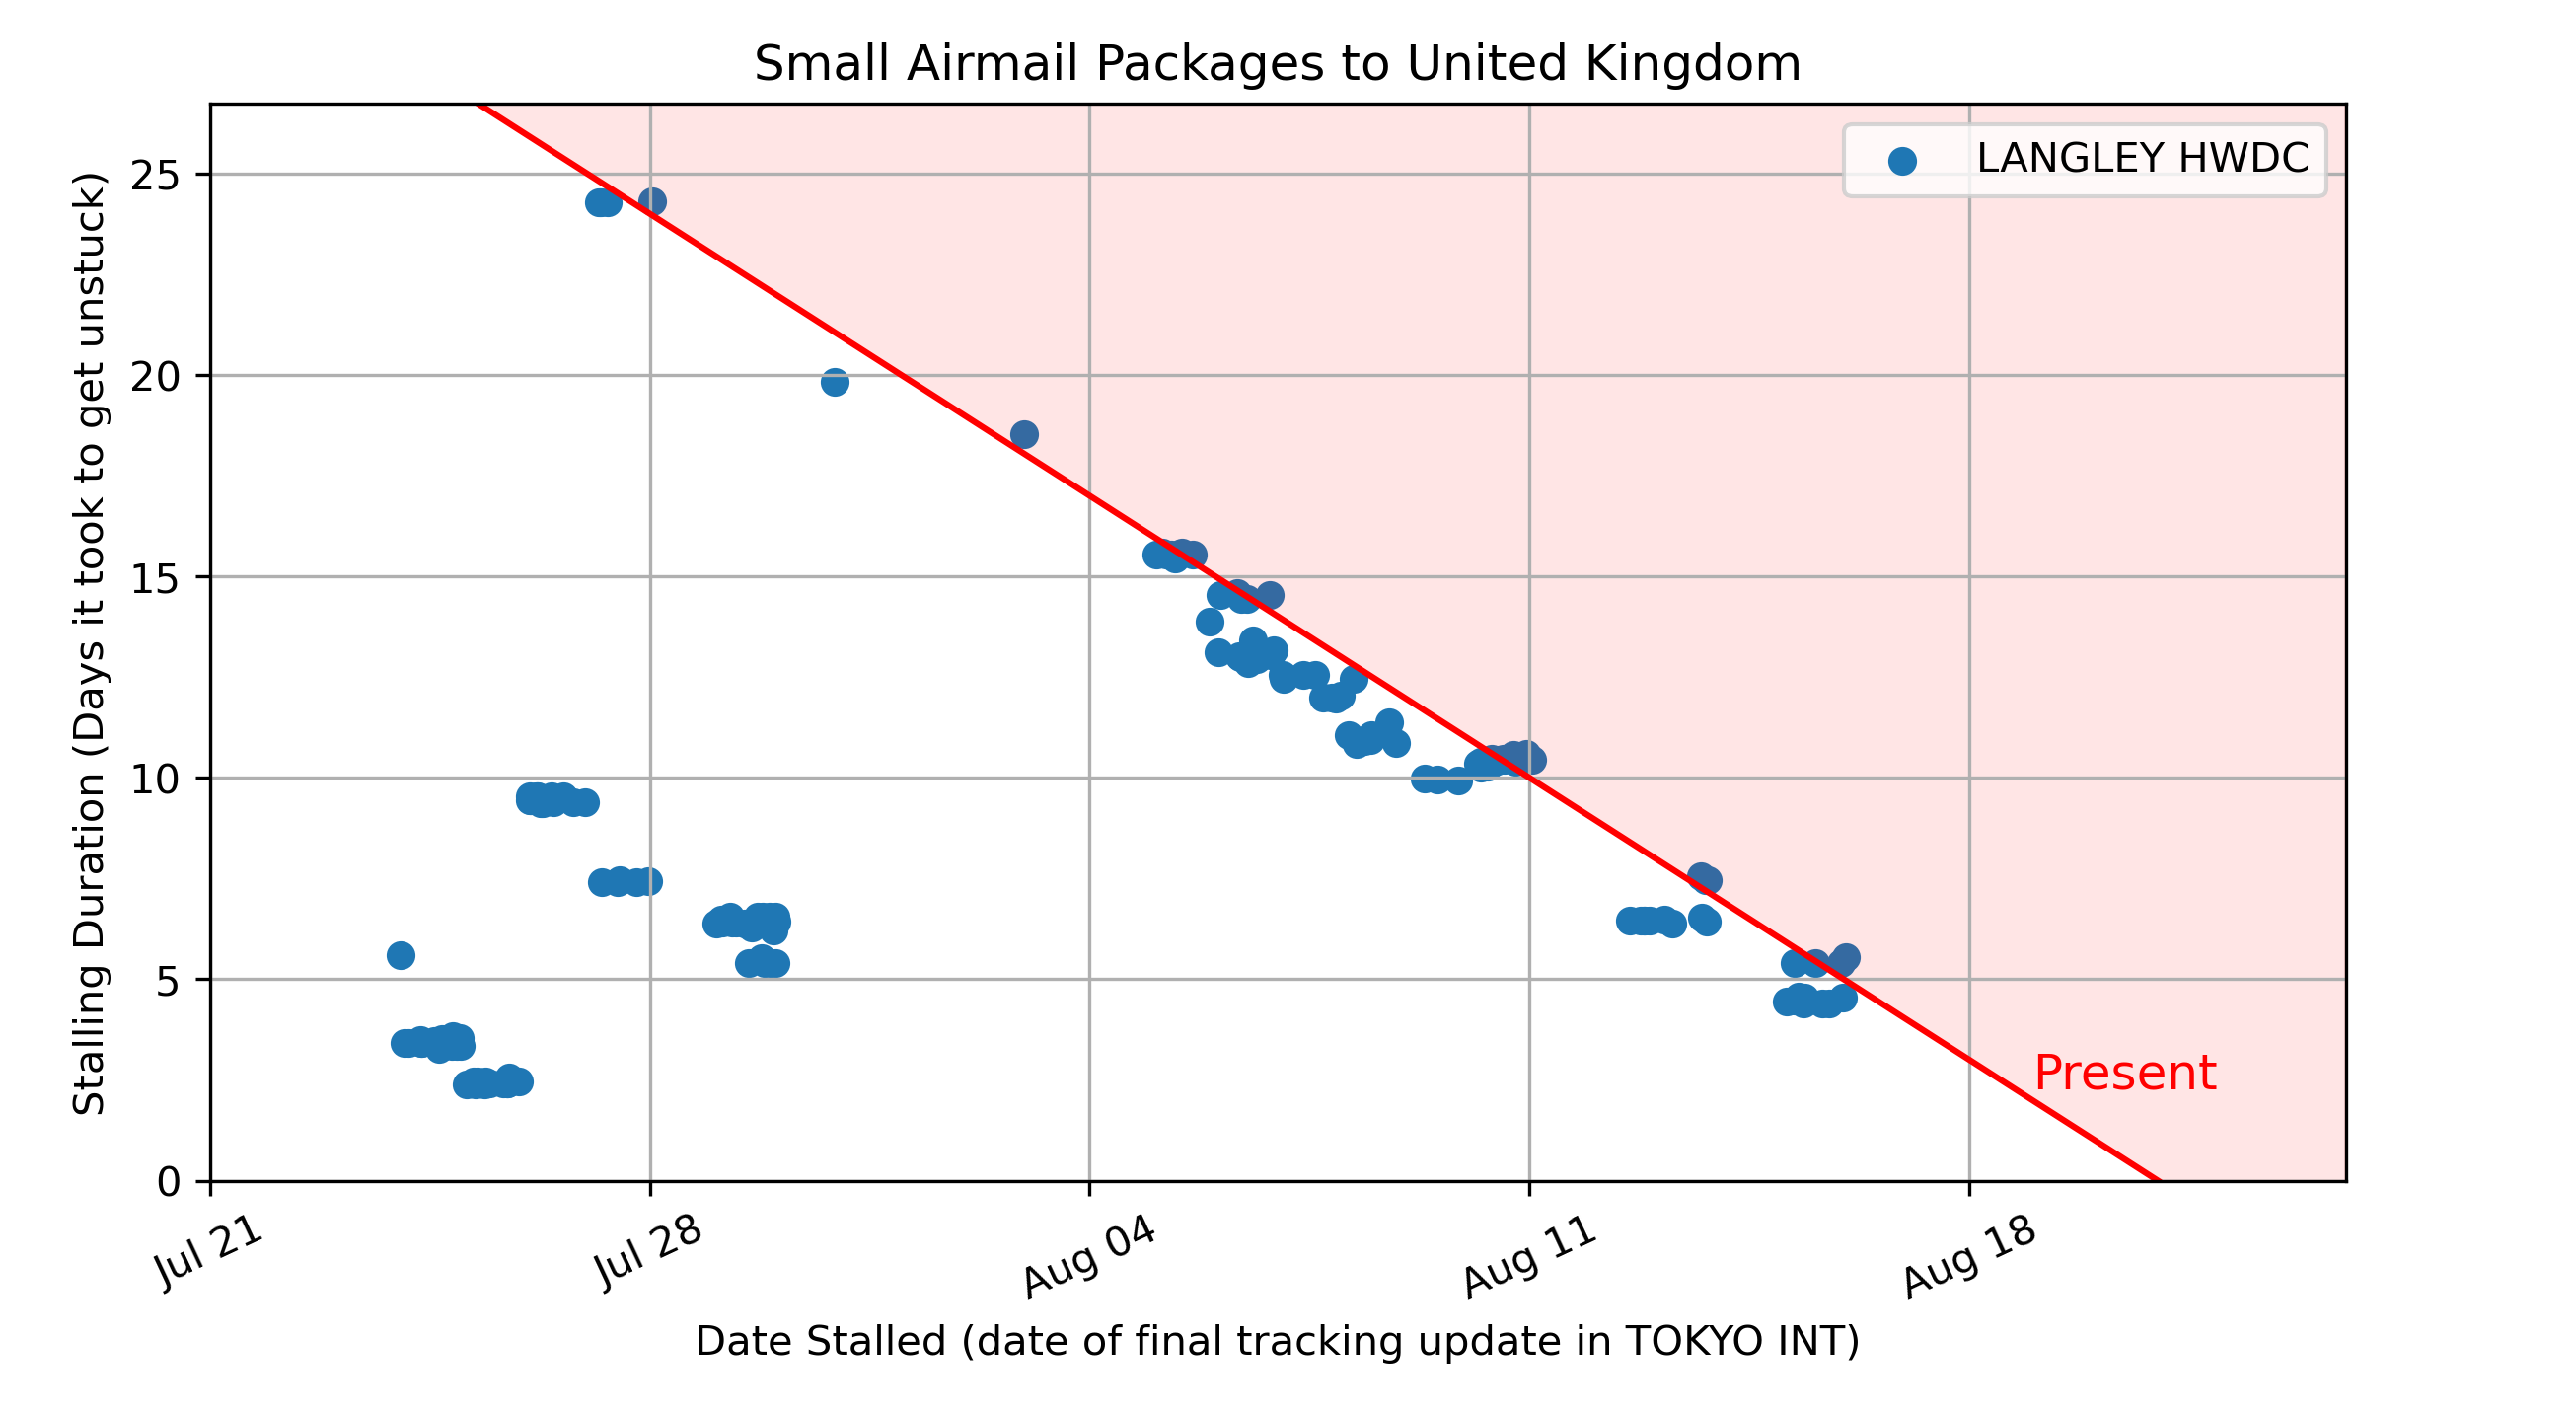 Small Airmail Packages to United Kingdom
LANGLEY HWDC
Stalling Duration (Days it took to get unstuck)
25
20
15
10
5
0
Present
Jul 21
Jul 28
Aug 04
Aug 11
Aug 18
Date Stalled (date of final tracking update in TOKYO INT)